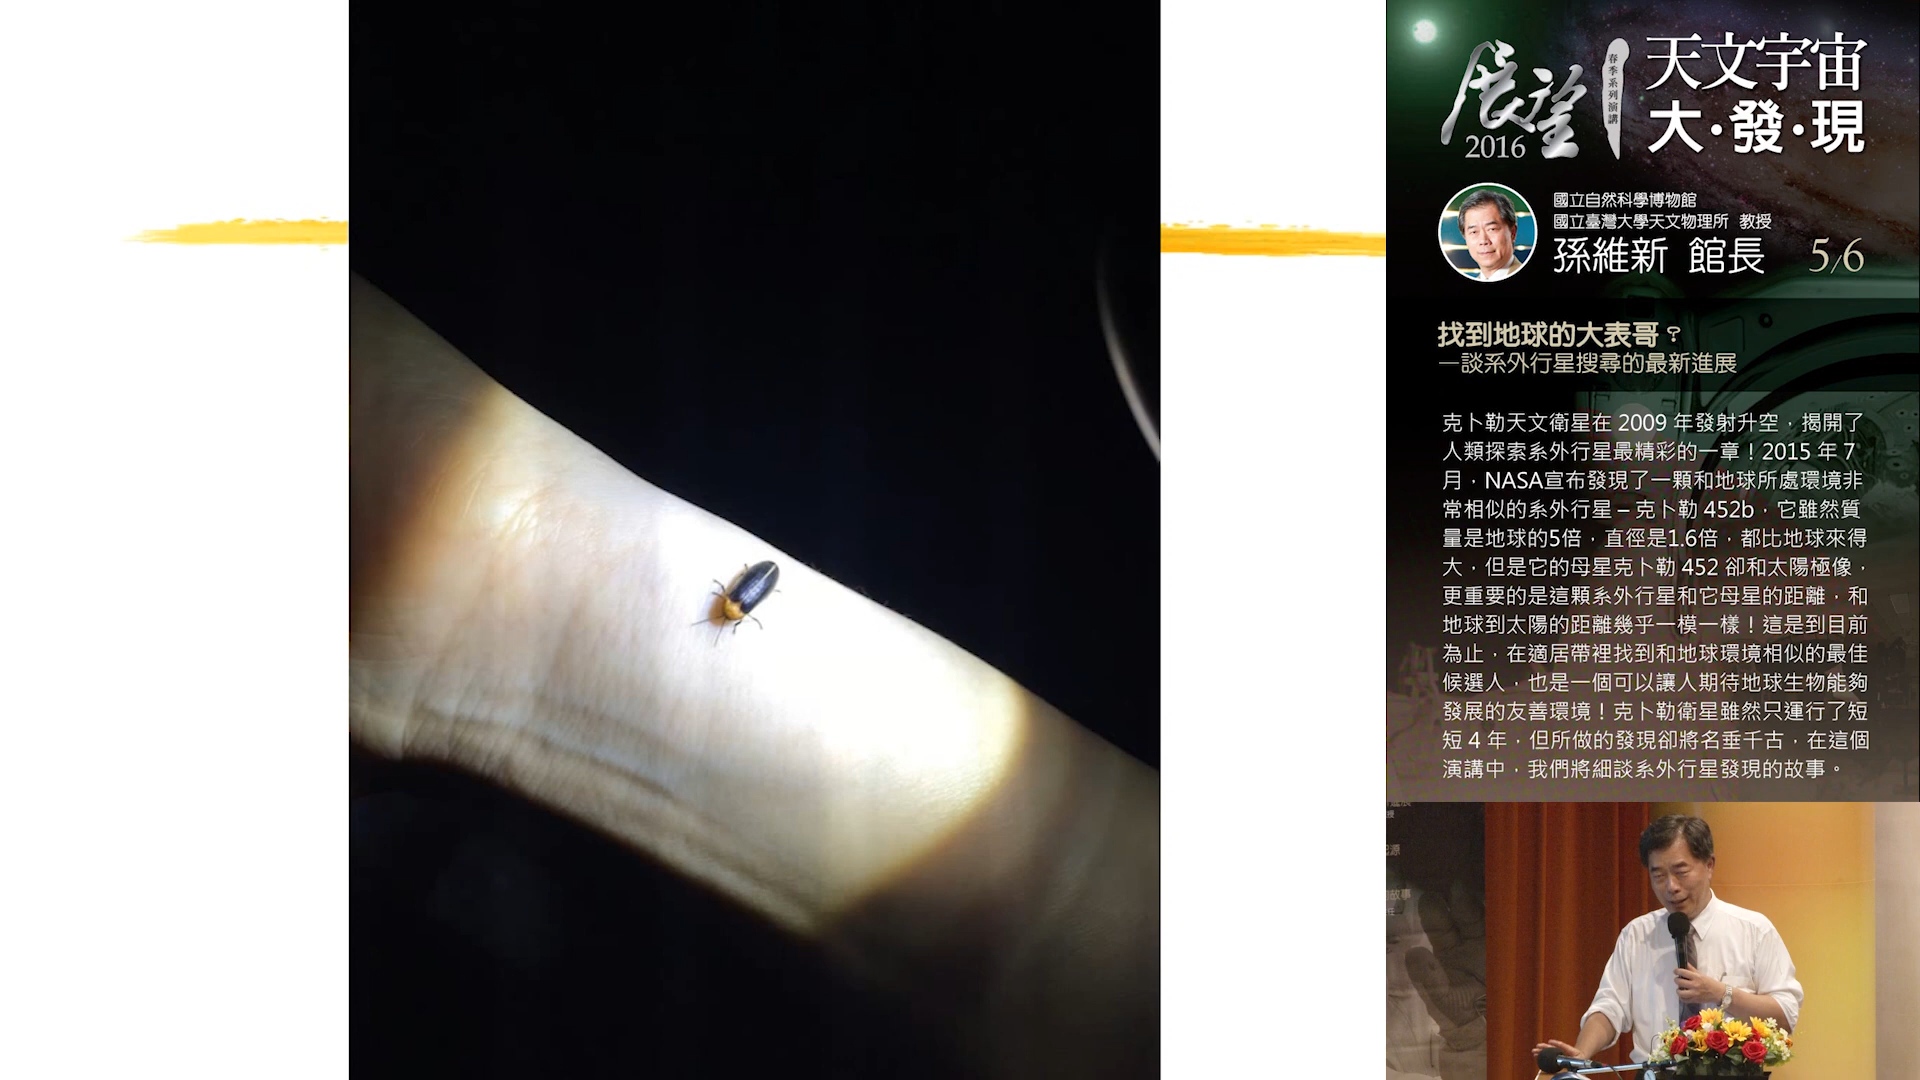 展望
2016
春季系列演講
天文宇宙
大·發·現
國立自然科學博物館
國立臺灣大學天文物理所 教授
孫維新 館長 5/6
找到地球的大表哥？
—談系外行星搜尋的最新進展
克卜勒天文衛星在 2009 年發射升空，揭開了
人類探索系外行星最精彩的一章！2015 年 7
月，NASA宣布發現了一顆和地球所處環境非
常相似的系外行星 – 克卜勒 452b，它雖然質
量是地球的5倍，直徑是1.6倍，都比地球來得
大，但是它的母星克卜勒 452 卻和太陽極像，
更重要的是這顆系外行星和它母星的距離，和
地球到太陽的距離幾乎一模一樣！這是到目前
為止，在適居帶裡找到和地球環境相似的最佳
候選人，也是一個可以讓人期待地球生物能夠
發展的友善環境！克卜勒衛星雖然只運行了短
短 4 年，但所做的發現卻將名垂千古，在這個
演講中，我們將細談系外行星發現的故事。
故事